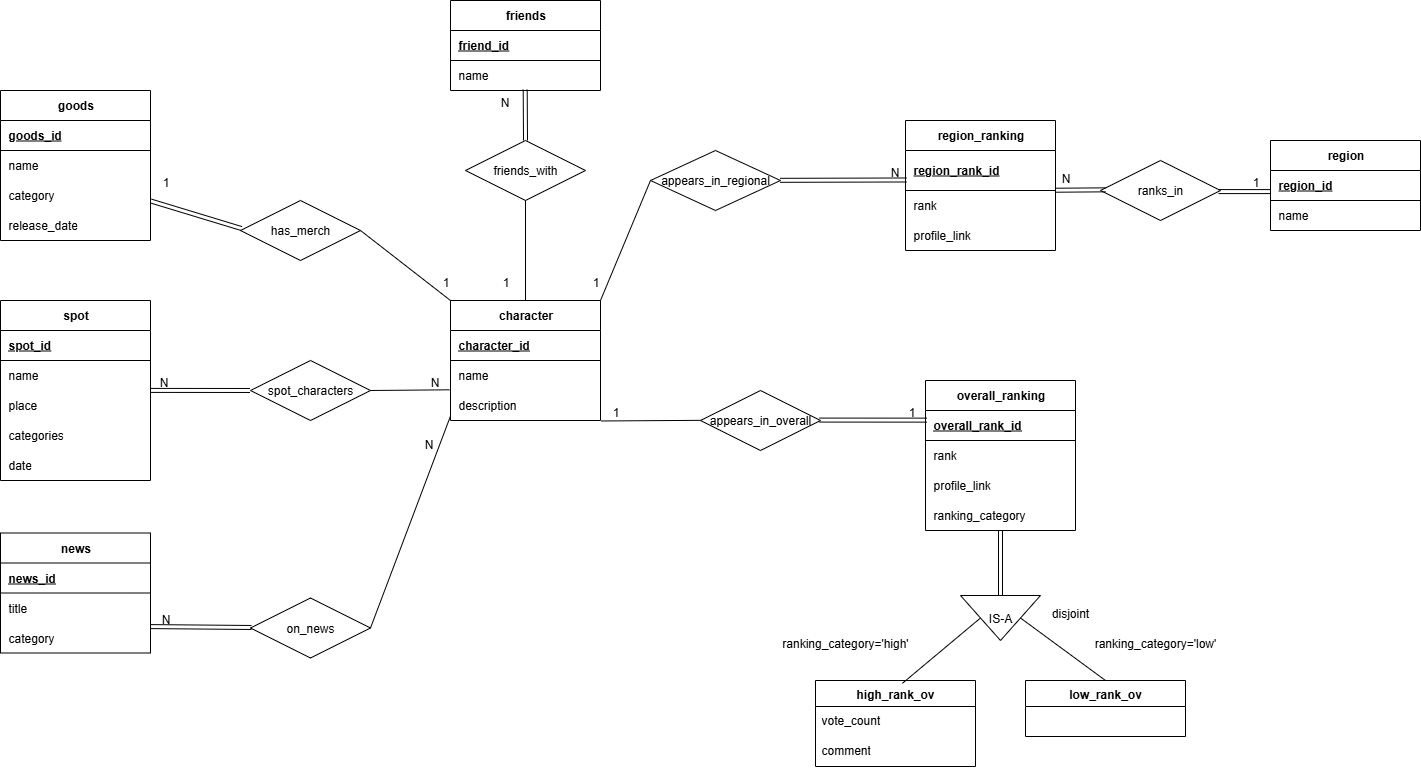 friends
friend_id
name
N
friends_with
1
goods
goods_id
name
category
release_date
1
has_merch
1
spot
spot_id
name
place
categories
date
N
spot_characters
N
news
news_id
title
category
N
on_news
N
character
character_id
name
description
1
appears_in_regional
N
region_ranking
region_rank_id
rank
profile_link
N
ranks_in
1
region
region_id
name
1
appears_in_overall
1
overall_ranking
overall_rank_id
rank
profile_link
ranking_category
IS-A
disjoint
ranking_category='high'
ranking_category='low'
high_rank_ov
vote_count
comment
low_rank_ov